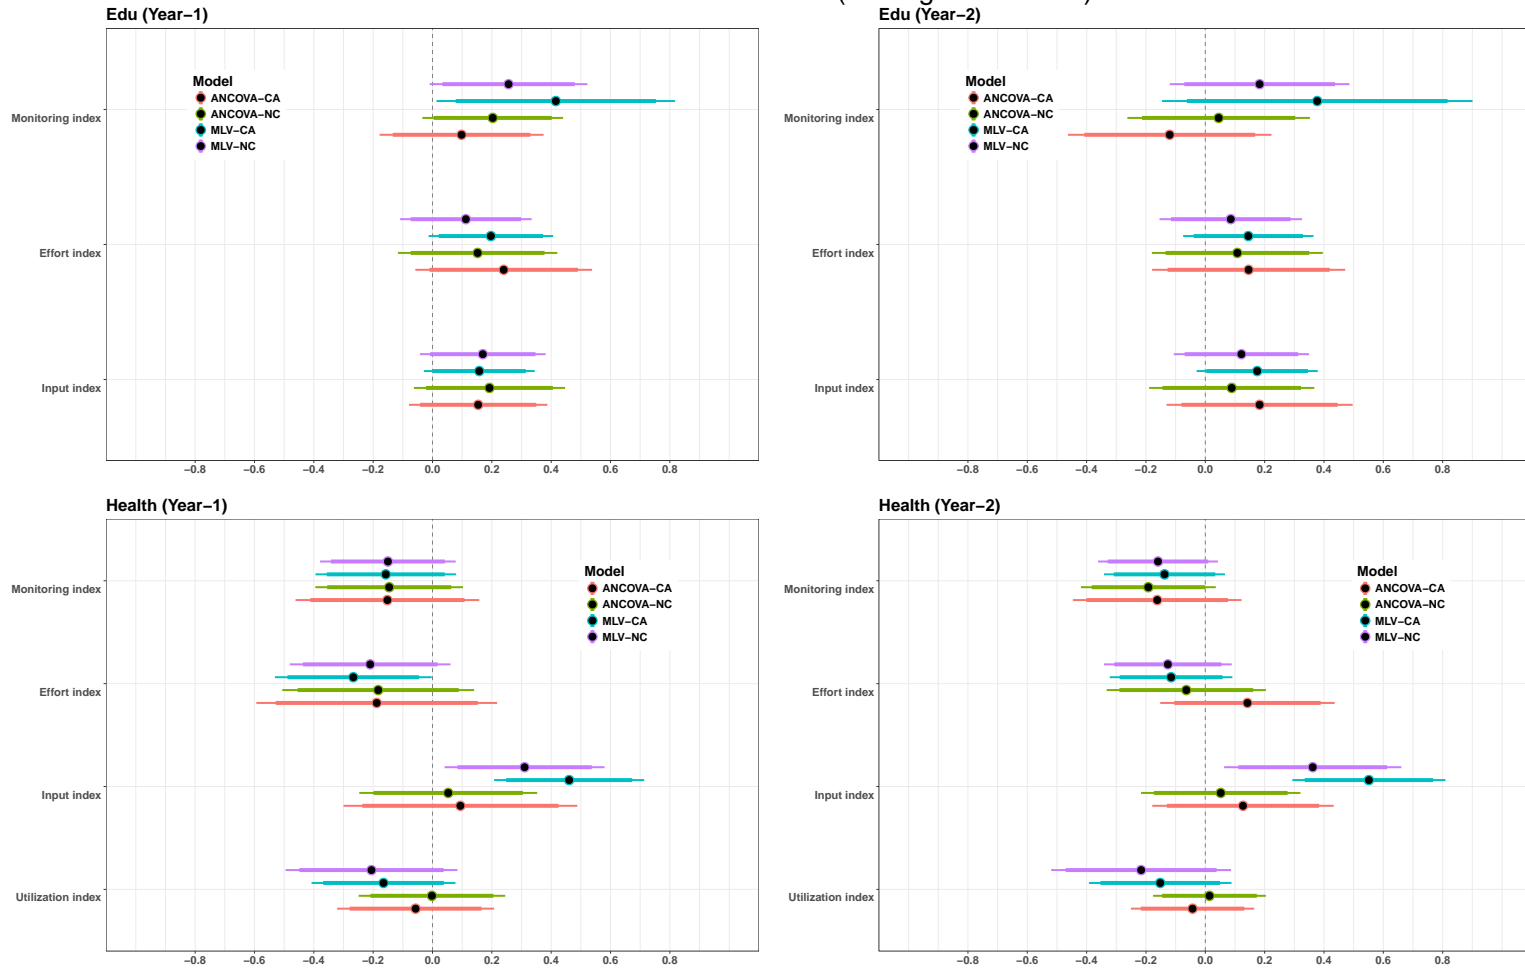 Edu (Year−1)
Model
ANCOVA−CA
ANCOVA−NC
MLV−CA
MLV−NC
Monitoring index
Effort index
Input index
−0.8 −0.6 −0.4 −0.2 0.0 0.2 0.4 0.6 0.8
Edu (Year−2)
Model
ANCOVA−CA
ANCOVA−NC
MLV−CA
MLV−NC
Monitoring index
Effort index
Input index
−0.8 −0.6 −0.4 −0.2 0.0 0.2 0.4 0.6 0.8
Health (Year−1)
Model
ANCOVA−CA
ANCOVA−NC
MLV−CA
MLV−NC
Monitoring index
Effort index
Input index
Utilization index
−0.8 −0.6 −0.4 −0.2 0.0 0.2 0.4 0.6 0.8
Health (Year−2)
Model
ANCOVA−CA
ANCOVA−NC
MLV−CA
MLV−NC
Monitoring index
Effort index
Input index
Utilization index
−0.8 −0.6 −0.4 −0.2 0.0 0.2 0.4 0.6 0.8